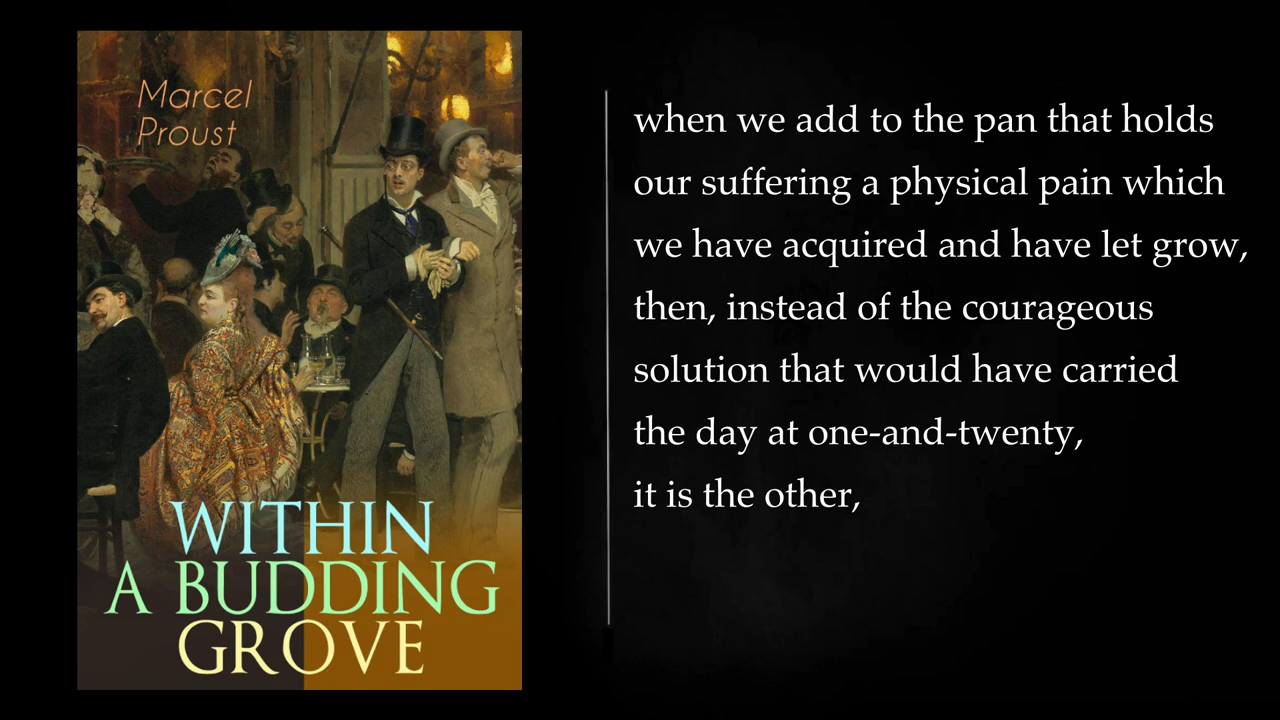 Marcel
Proust
WITHIN
A BUDDING
GROVE
when we add to the pan that holds
our suffering a physical pain which
we have acquired and have let grow,
then, instead of the courageous
solution that would have carried
the day at one-and-twenty,
it is the other,